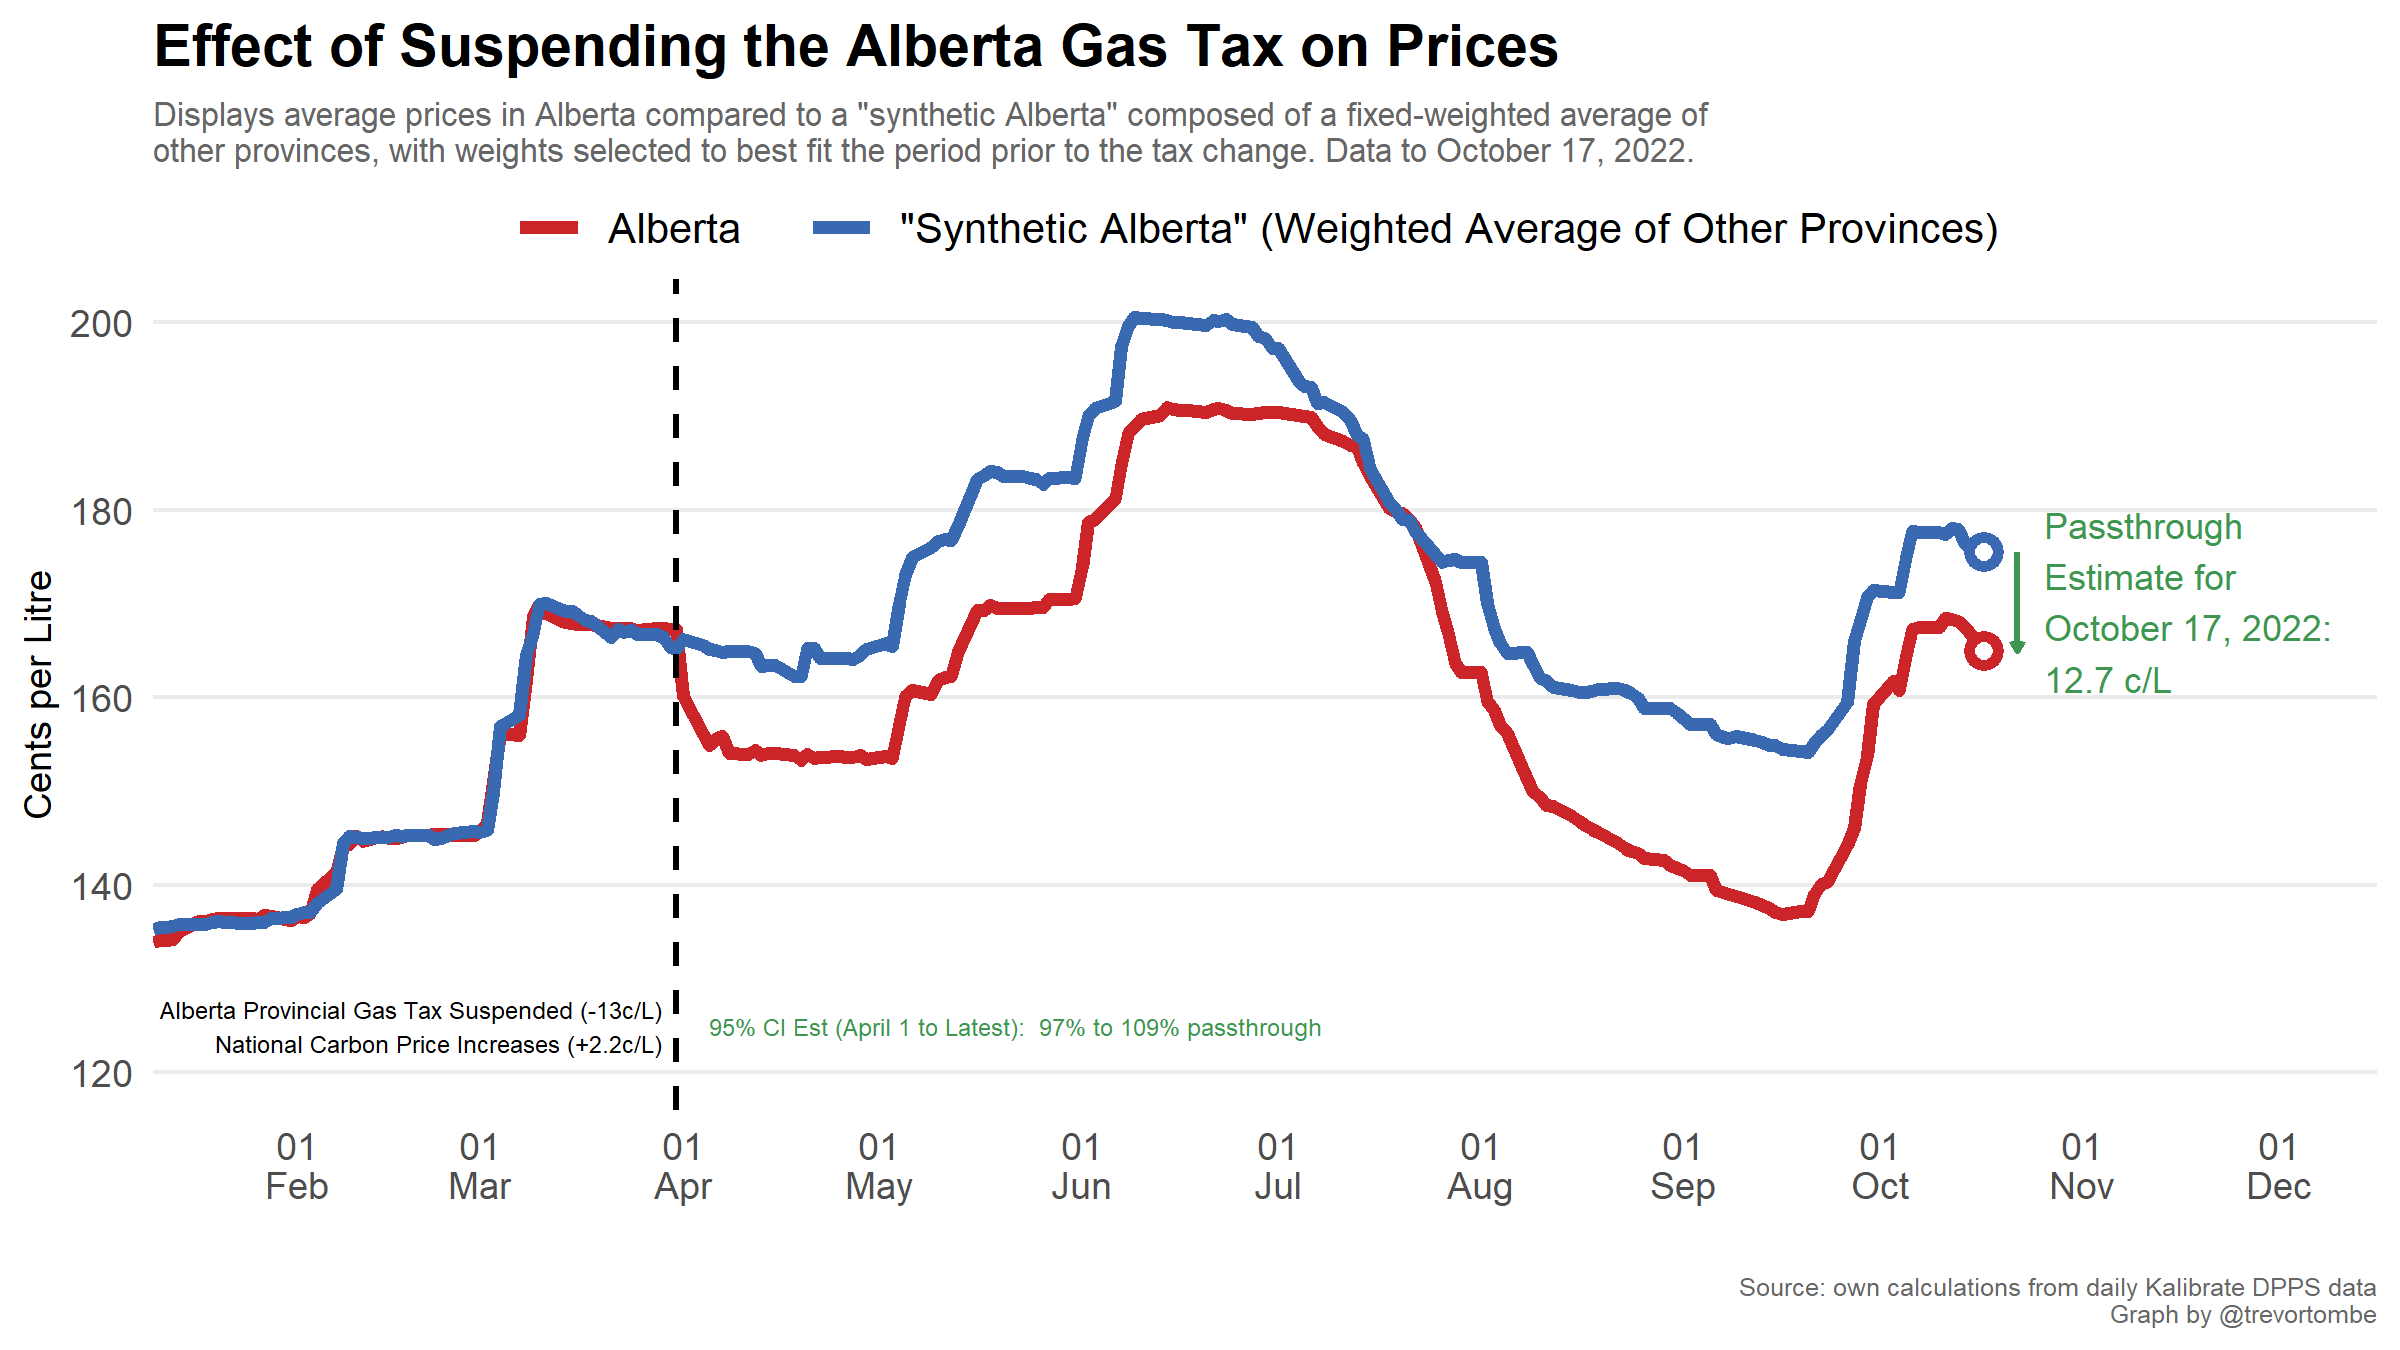 Effect of Suspending the Alberta Gas Tax on Prices
Displays average prices in Alberta compared to a "synthetic Alberta" composed of a fixed-weighted average of
other provinces, with weights selected to best fit the period prior to the tax change. Data to October 17, 2022.
Alberta
"Synthetic Alberta" (Weighted Average of Other Provinces)
Cents per Litre
200
180
160
140
120
Passthrough
Estimate for
October 17, 2022:
12.7 c/L
Alberta Provincial Gas Tax Suspended (-13c/L)
National Carbon Price Increases (+2.2c/L)
95% CI Est (April 1 to Latest):  97% to 109% passthrough
01 01 01 01 01 01 01 01 01 01 01
Feb Mar Apr May Jun Jul Aug Sep Oct Nov Dec
Source: own calculations from daily Kalibrate DPPS data
Graph by @trevortombe